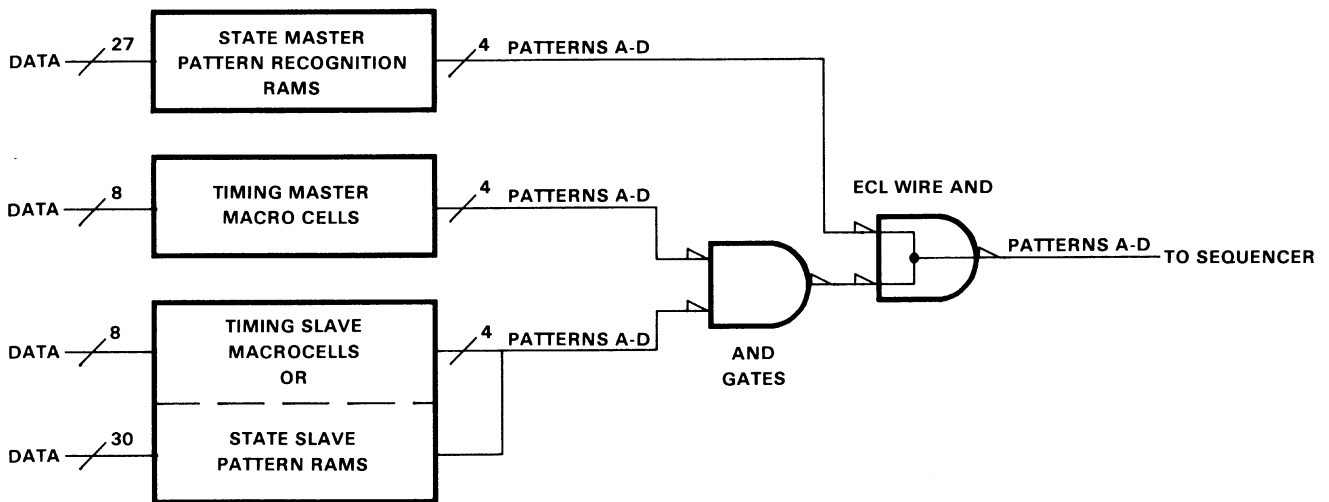 DATA
27
STATE MASTER
PATTERN RECOGNITION
RAMS
4
PATTERNS A-D
DATA
8
TIMING MASTER
MACRO CELLS
4
PATTERNS A-D
ECL WIRE AND
PATTERNS A-D
TO SEQUENCER
DATA
8
TIMING SLAVE
MACROCELLS
OR
4
PATTERNS A-D
AND
GATES
DATA
30
STATE SLAVE
PATTERN RAMS